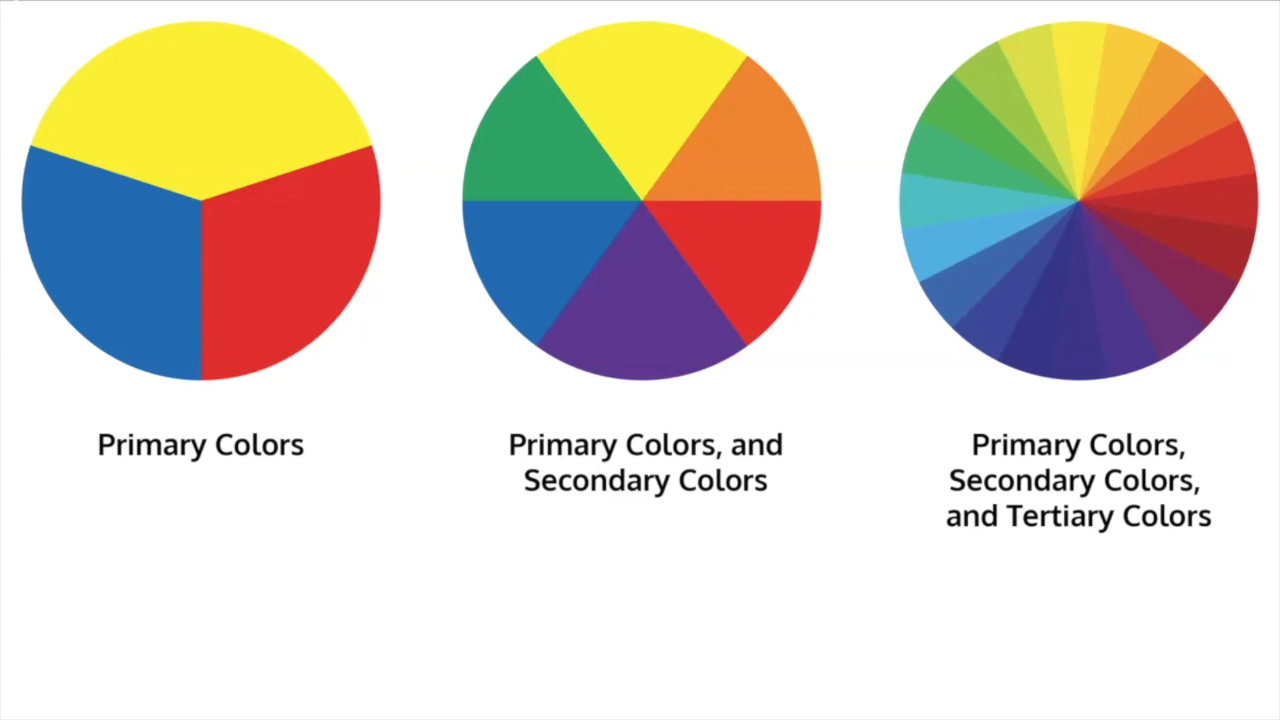 Primary Colors
Primary Colors, and
Secondary Colors
Primary Colors,
Secondary Colors,
and Tertiary Colors